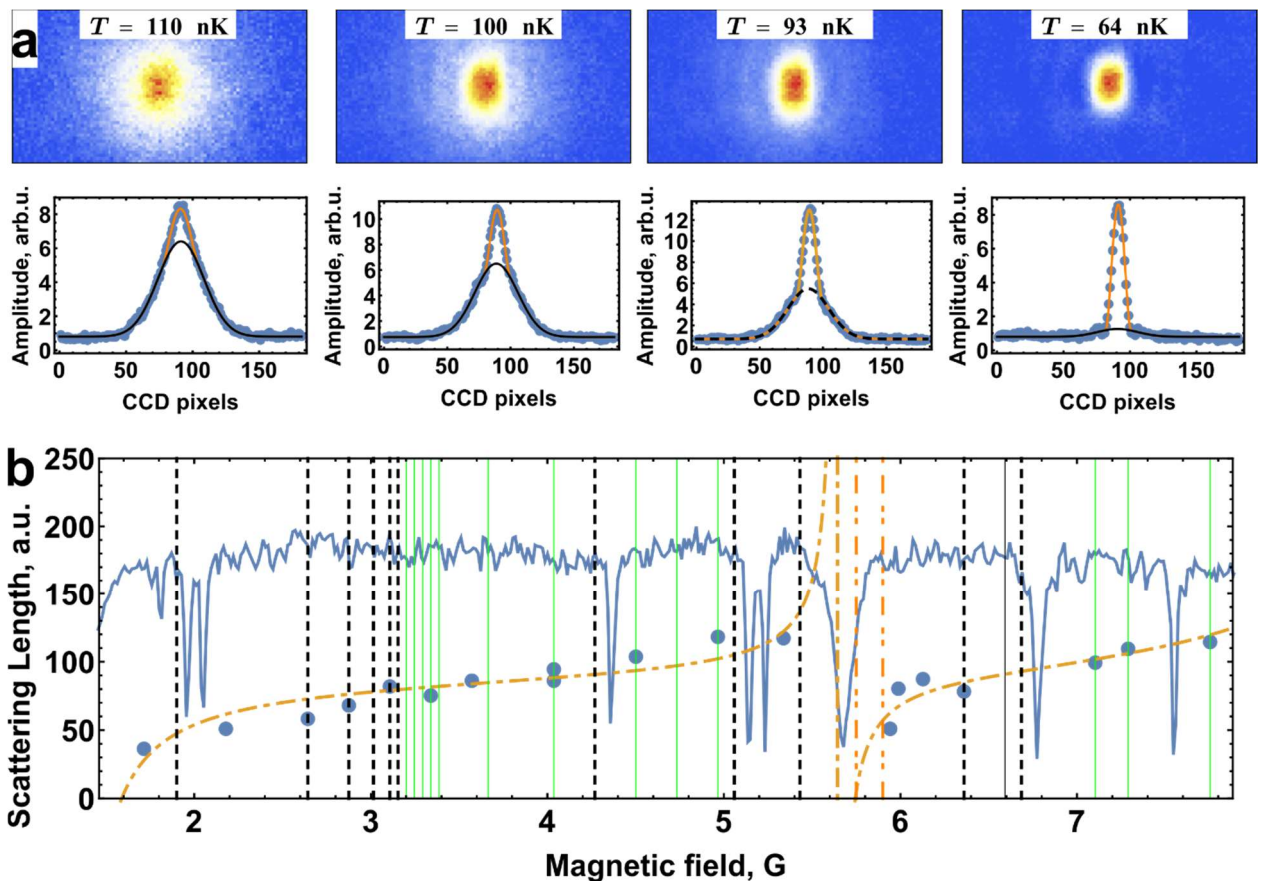 a
T = 110 nK
T = 100 nK
T = 93 nK
T = 64 nK
Amplitude, arb.u.
8
6
4
2
0
0 50 100 150
CCD pixels
Amplitude, arb.u.
10
8
6
4
2
0
0 50 100 150
CCD pixels
Amplitude, arb.u.
12
10
8
6
4
2
0
0 50 100 150
CCD pixels
Amplitude, arb.u.
8
6
4
2
0
0 50 100 150
CCD pixels
b
Scattering Length, a.u.
250
200
150
100
50
0
2 3 4 5 6 7
Magnetic field, G